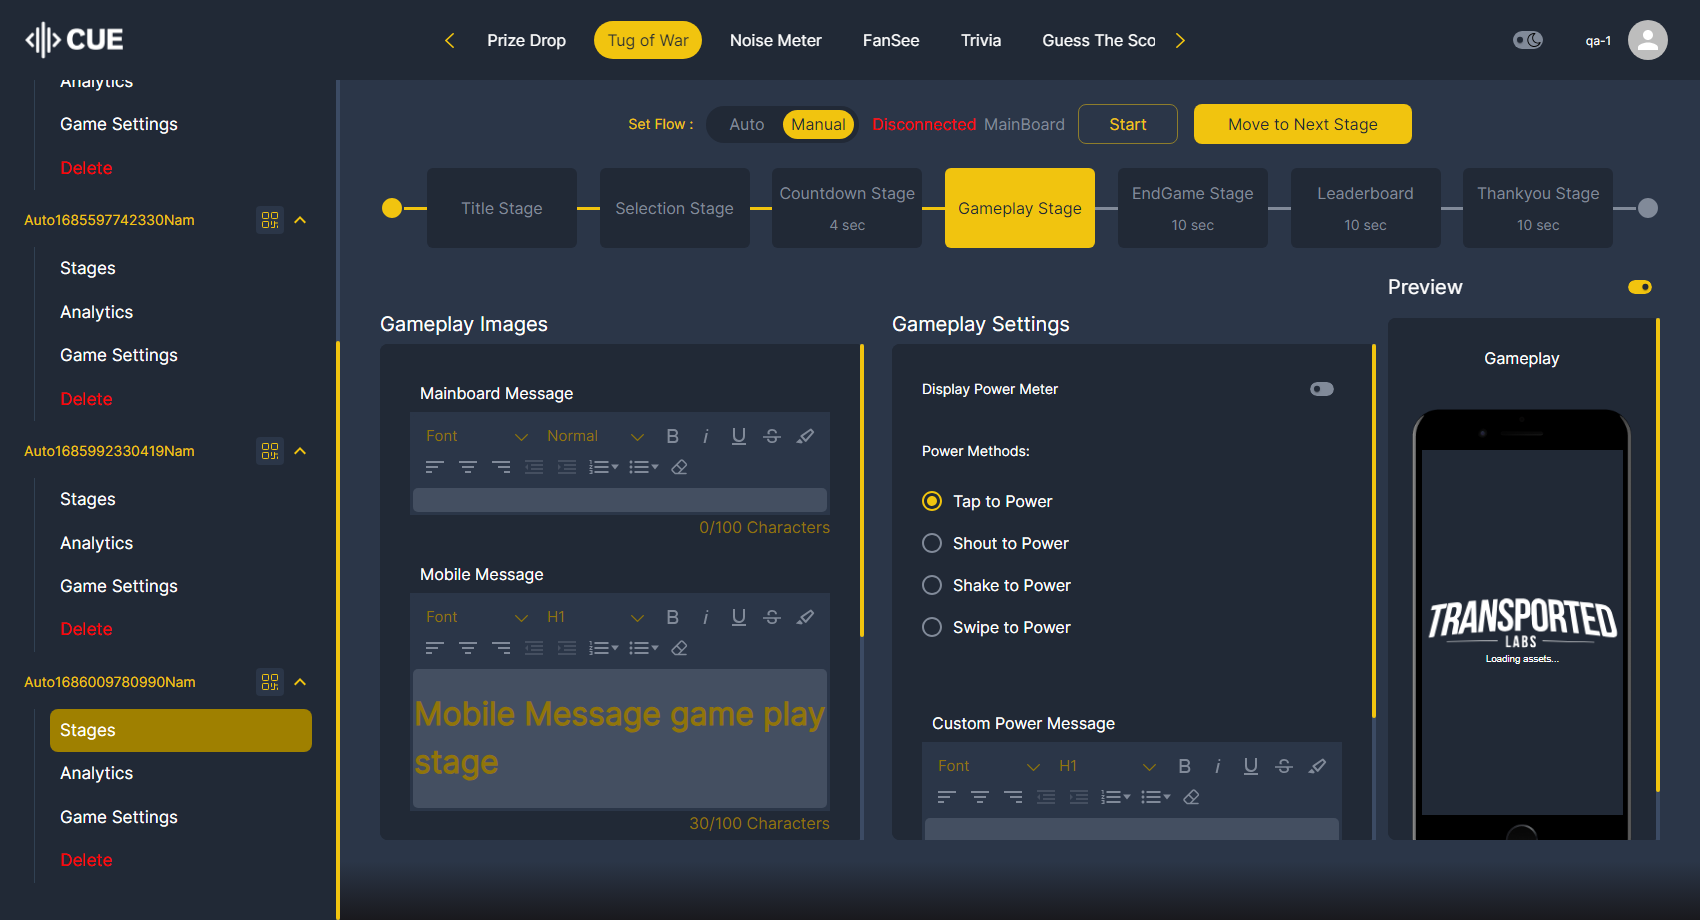 CUE
Prize Drop
Tug of War
Noise Meter
FanSee
Trivia
Guess The Sco
qa-1
Analytics
Game Settings
Delete
Auto1685597742330Nam
Stages
Analytics
Game Settings
Delete
Auto1685992330419Nam
Stages
Analytics
Game Settings
Delete
Auto1686009780990Nam
Stages
Analytics
Game Settings
Delete
Set Flow :
Auto
Manual
Disconnected MainBoard
Start
Move to Next Stage
Title Stage
Selection Stage
Countdown Stage
4 sec
Gameplay Stage
EndGame Stage
10 sec
Leaderboard
10 sec
Thankyou Stage
10 sec
Gameplay Images
Mainboard Message
Font
Normal
B i U S
0/100 Characters
Mobile Message
Font
H1
B i U S
Mobile Message game play
stage
30/100 Characters
Gameplay Settings
Display Power Meter
Power Methods:
Tap to Power
Shout to Power
Shake to Power
Swipe to Power
Custom Power Message
Font
H1
B i U S
Preview
Gameplay
TRANSPORTED
LABS
Loading assets...